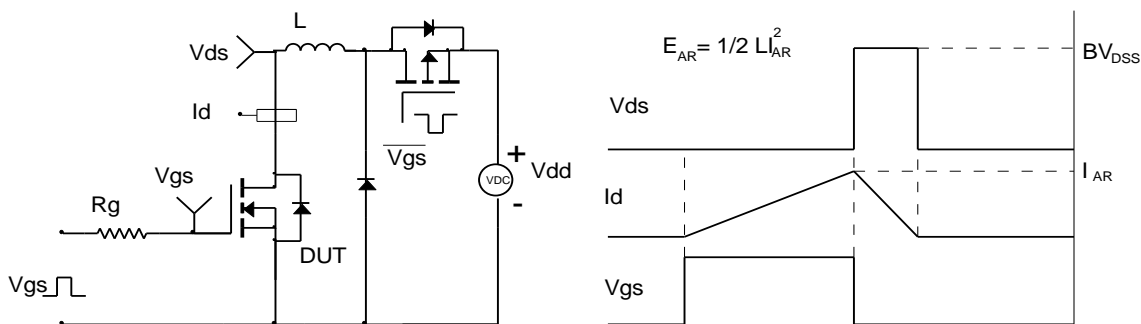 L
Vds
Id
Vgs
Vgs
Rg
DUT
Vgs
+
VDC
-
Vdd
E_AR= 1/2 LI_AR^2
BV_DSS
Vds
I_AR
Id
Vgs